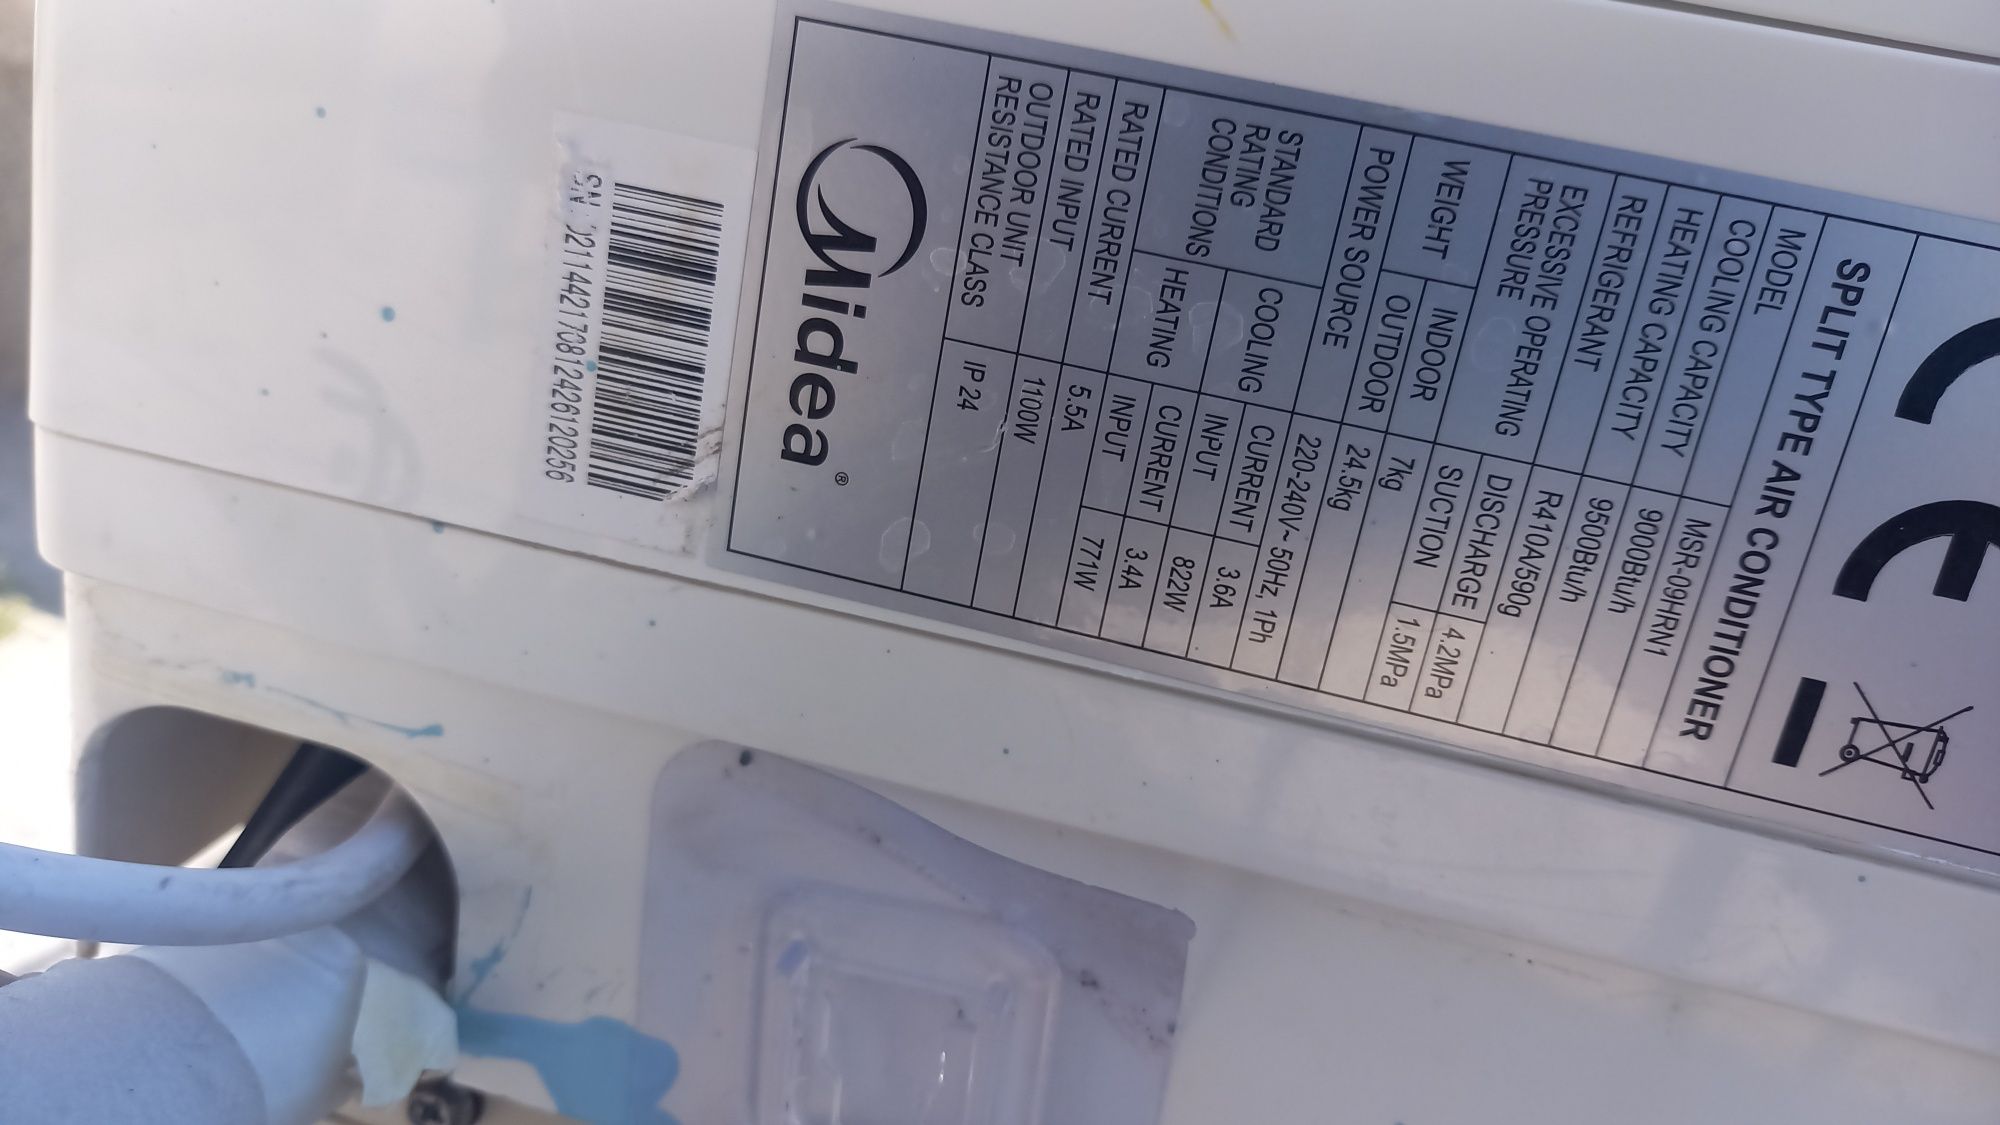 CE
SPLIT TYPE AIR CONDITIONER
MODEL MSR-09HRN1
COOLING CAPACITY 9000Btu/h
HEATING CAPACITY 9500Btu/h
REFRIGERANT R410A/590g
EXCESSIVE OPERATING PRESSURE DISCHARGE 4.2MPa
SUCTION 1.5MPa
WEIGHT INDOOR 7kg
OUTDOOR 24.5kg
POWER SOURCE 220-240V~ 50Hz, 1Ph
STANDARD RATING CONDITIONS COOLING CURRENT 3.6A
INPUT 822W
HEATING CURRENT 3.4A
INPUT 771W
RATED CURRENT 5.5A
RATED INPUT 1100W
OUTDOOR UNIT RESISTANCE CLASS IP 24
Midea®